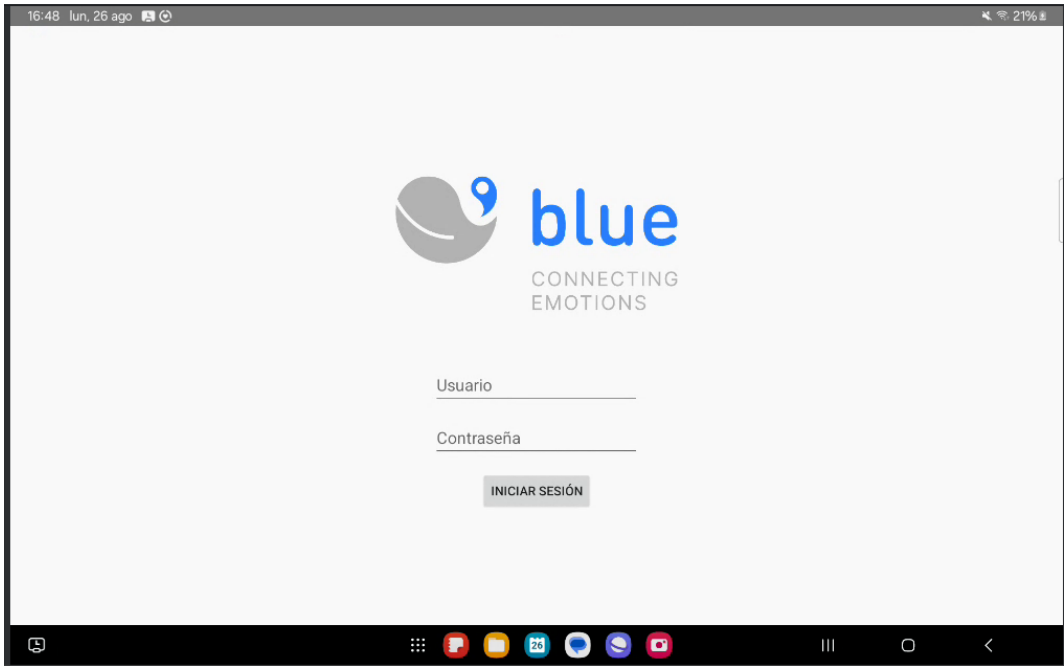 16:48 lun, 26 ago
21%
blue
CONNECTING
EMOTIONS
Usuario
Contraseña
INICIAR SESIÓN
26